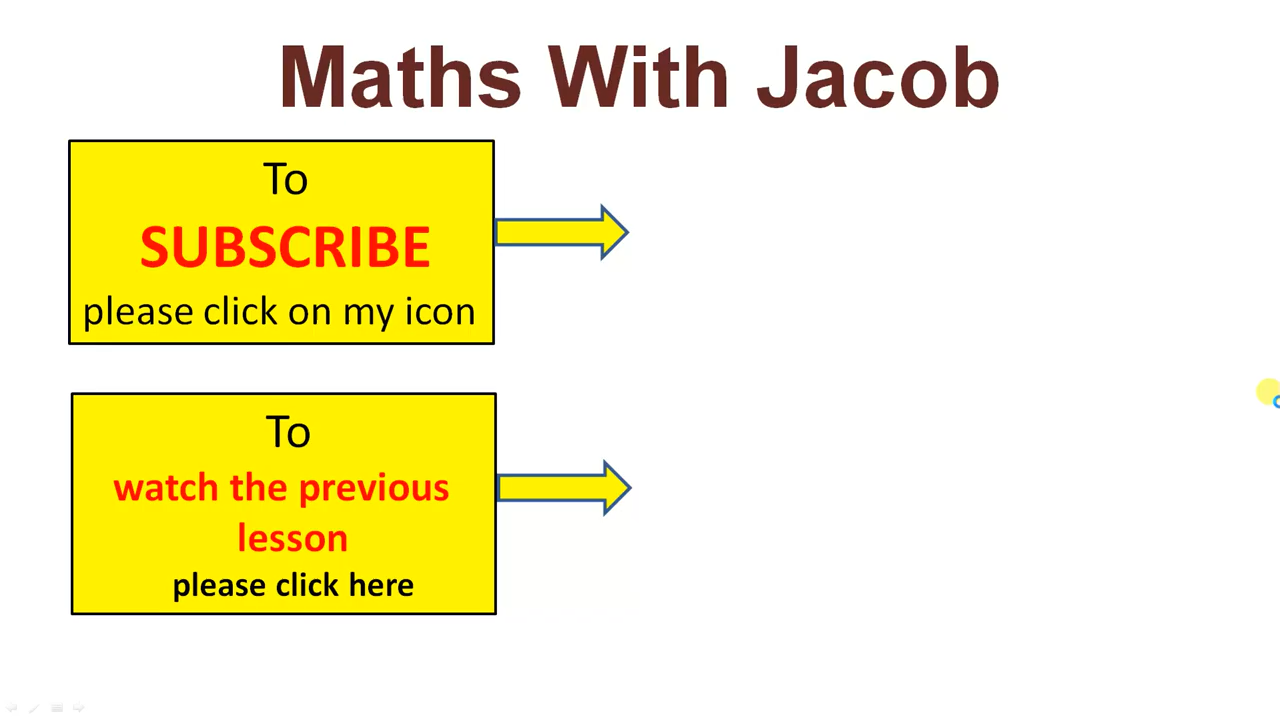 Maths With Jacob
To
SUBSCRIBE
please click on my icon
To
watch the previous
lesson
please click here